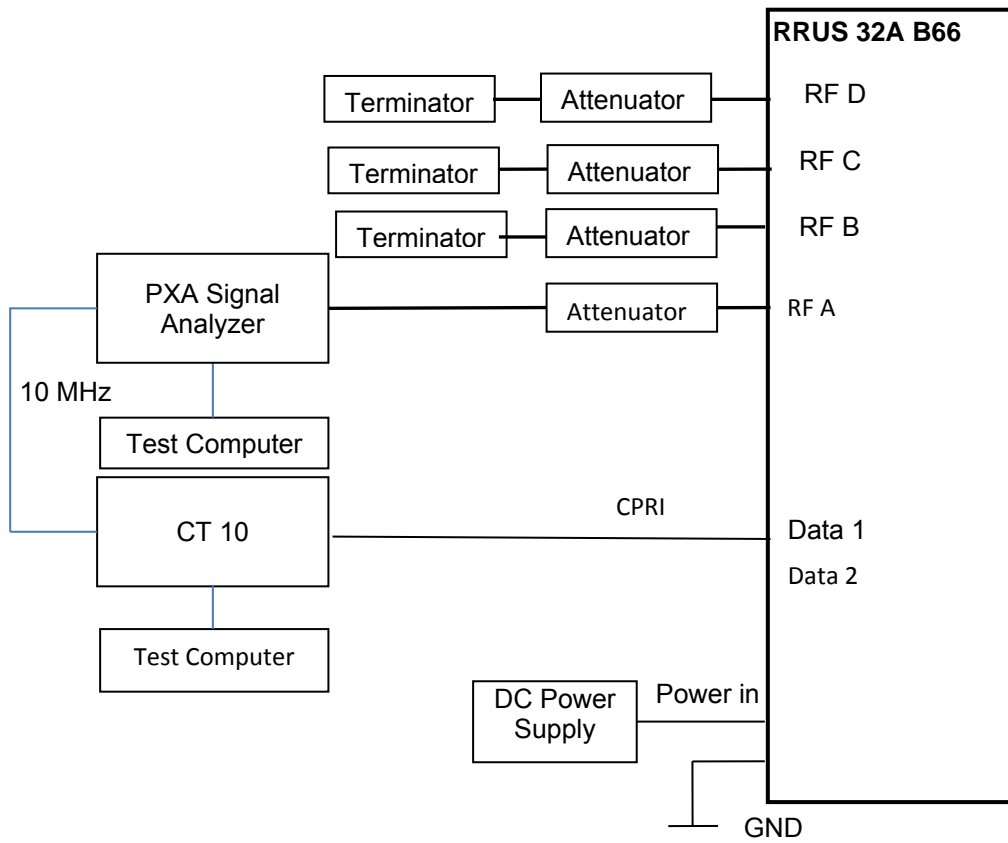 RRUS 32A B66
Terminator
Attenuator
RF D
Terminator
Attenuator
RF C
Terminator
Attenuator
RF B
PXA Signal
Analyzer
Attenuator
RF A
10 MHz
Test Computer
CT 10
CPRI
Data 1
Data 2
Test Computer
DC Power
Supply
Power in
GND